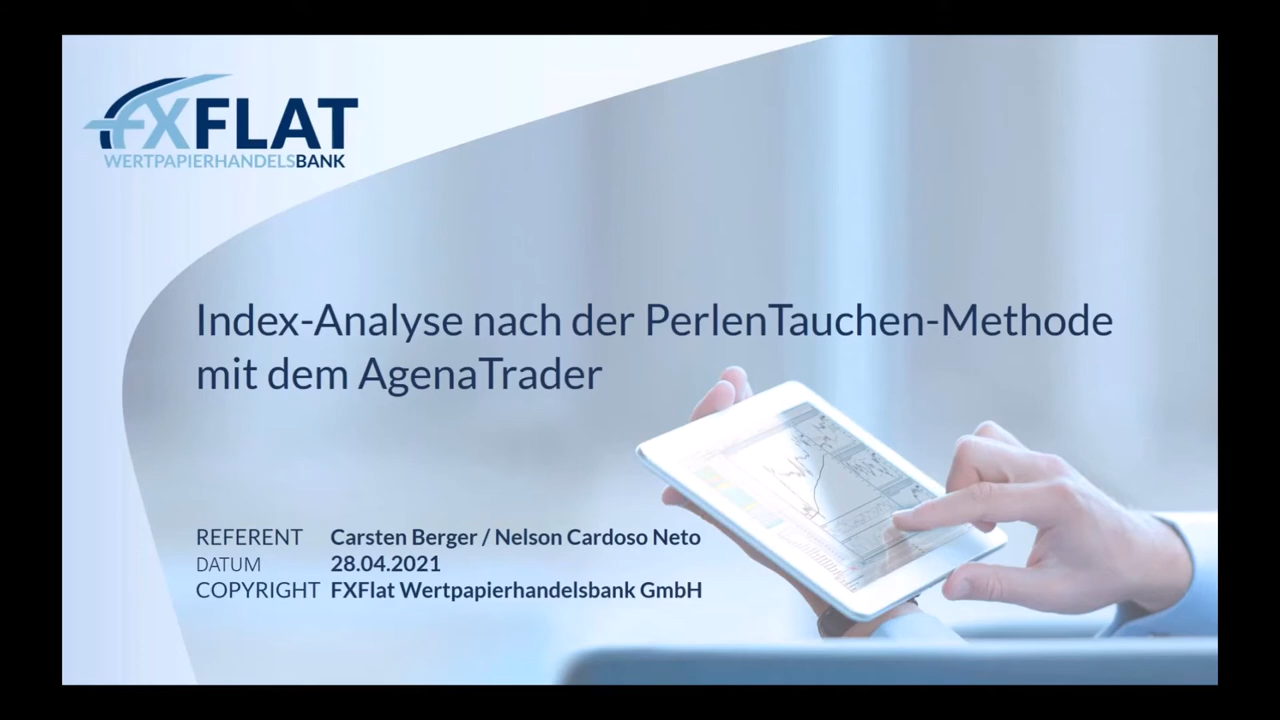 FXFLAT
WERTPAPIERHANDELSBANK
Index-Analyse nach der PerlenTauchen-Methode
mit dem AgenaTrader
REFERENT Carsten Berger / Nelson Cardoso Neto
DATUM 28.04.2021
COPYRIGHT FXFlat Wertpapierhandelsbank GmbH